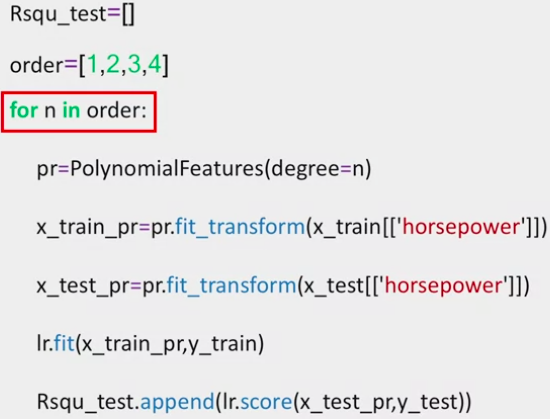 Rsqu_test=[]
order=[1,2,3,4]
for n in order:
pr=PolynomialFeatures(degree=n)
x_train_pr=pr.fit_transform(x_train[['horsepower']])
x_test_pr=pr.fit_transform(x_test[['horsepower']])
lr.fit(x_train_pr,y_train)
Rsqu_test.append(lr.score(x_test_pr,y_test))